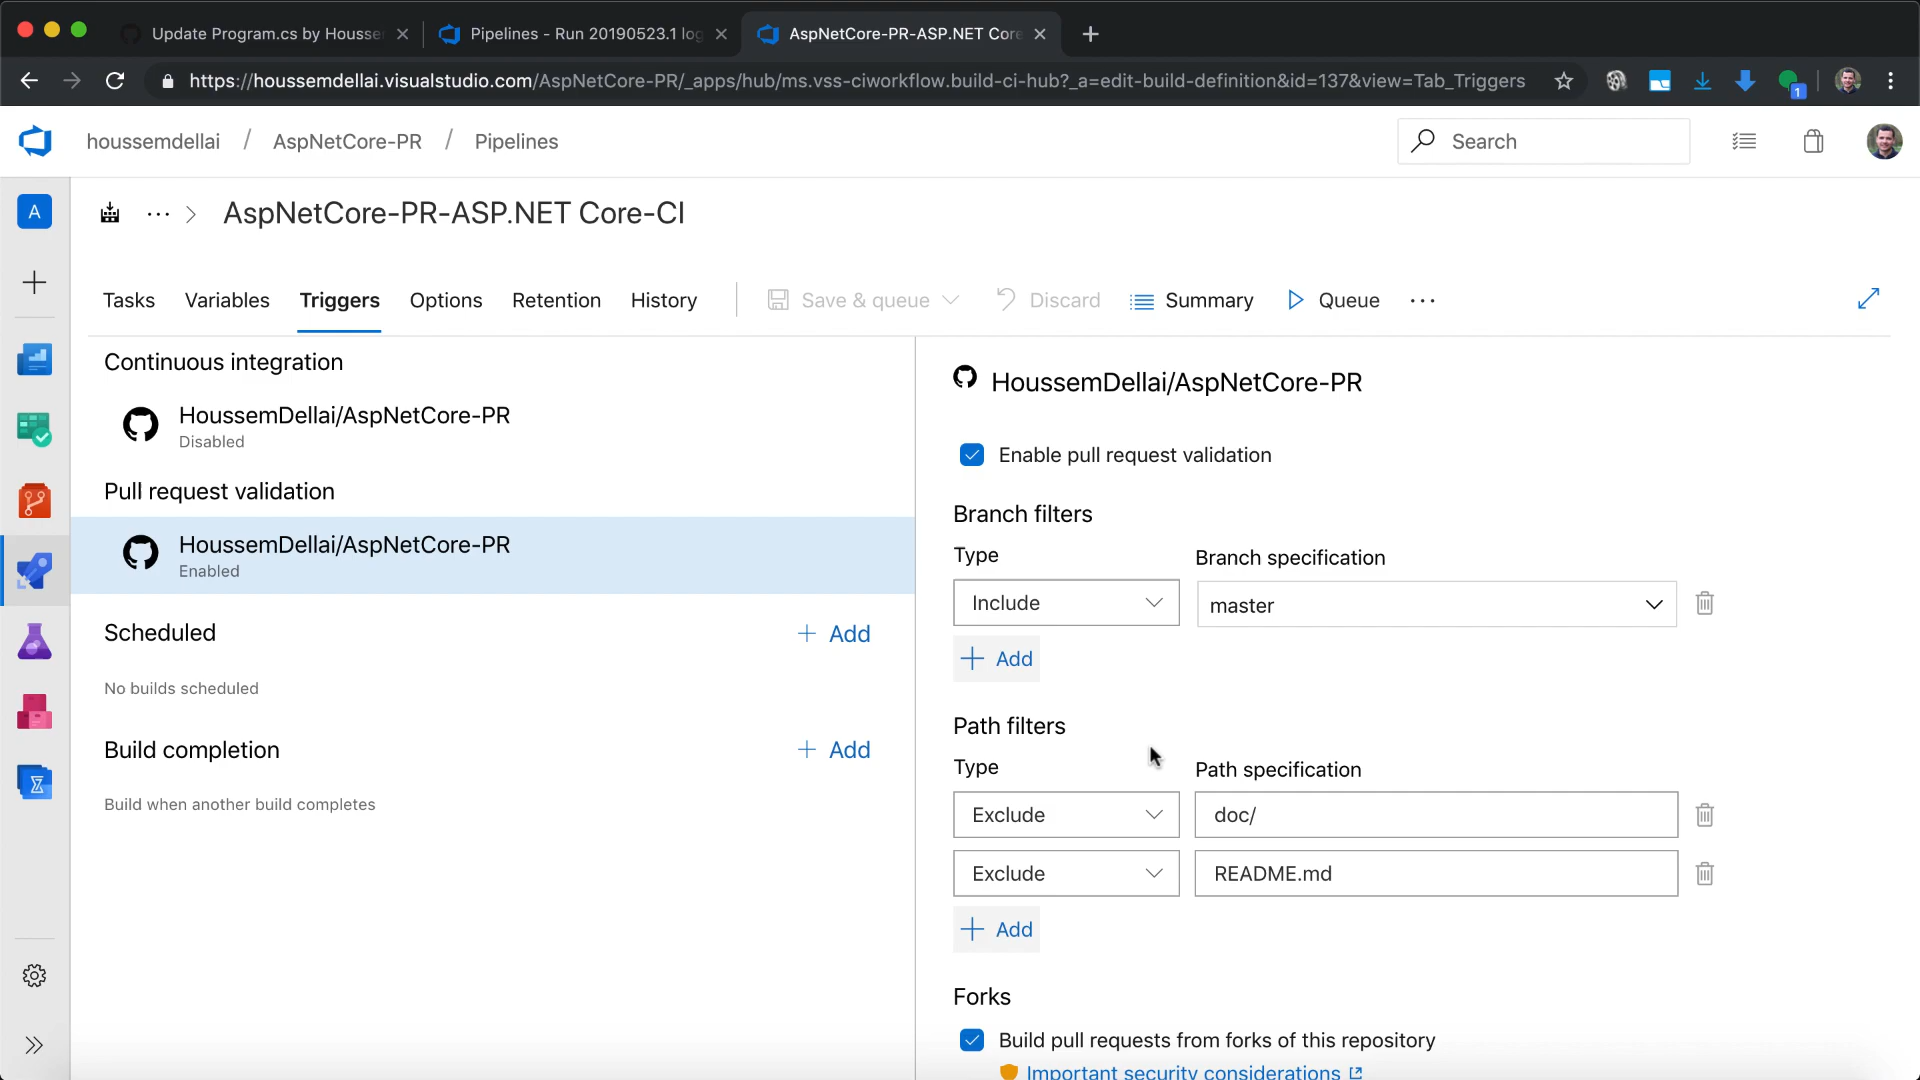 Update Program.cs by Housse
Pipelines - Run 20190523.1 log
AspNetCore-PR-ASP.NET Core
https://houssemdellai.visualstudio.com/AspNetCore-PR/_apps/hub/ms.vss-ciworkflow.build-ci-hub?_a=edit-build-definition&id=137&view=Tab_Triggers
1
houssemdellai / AspNetCore-PR / Pipelines
Search
A
... > AspNetCore-PR-ASP.NET Core-CI
Tasks Variables Triggers Options Retention History Save & queue Discard Summary Queue ...
Continuous integration
HoussemDellai/AspNetCore-PR
Disabled
Pull request validation
HoussemDellai/AspNetCore-PR
Enabled
Scheduled
+ Add
No builds scheduled
Build completion
+ Add
Build when another build completes
HoussemDellai/AspNetCore-PR
Enable pull request validation
Branch filters
Type Branch specification
Include master
+ Add
Path filters
Type Path specification
Exclude doc/
Exclude README.md
+ Add
Forks
Build pull requests from forks of this repository
Important security considerations